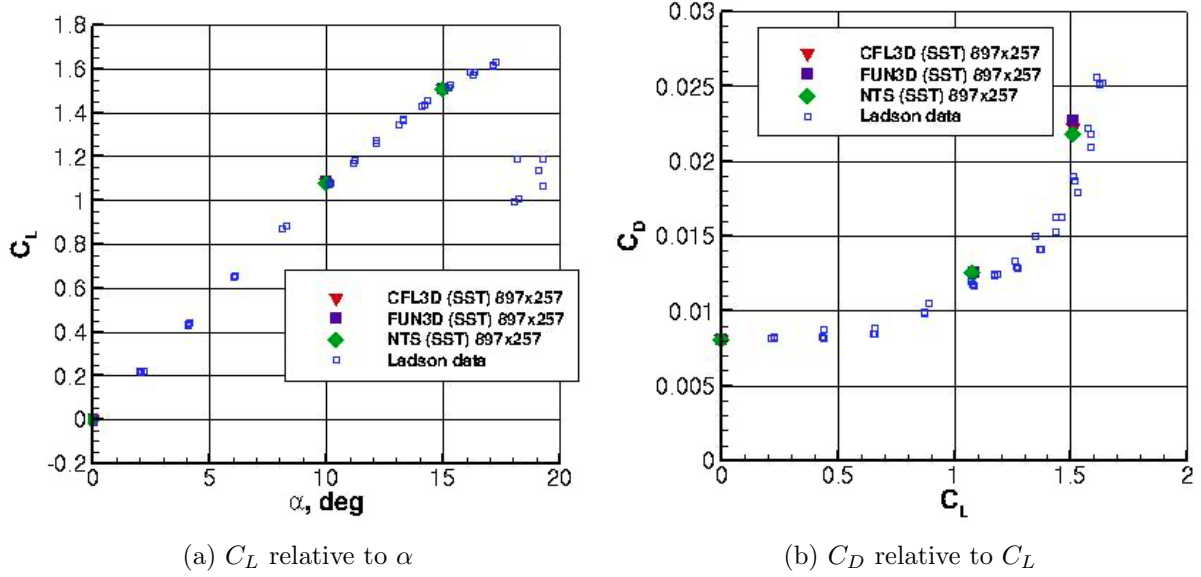 1.8
1.6
1.4
1.2
1
0.8
0.6
0.4
0.2
0
-0.2
C_L
0 5 10 15 20
α, deg
CFL3D (SST) 897x257
FUN3D (SST) 897x257
NTS (SST) 897x257
Ladson data
(a) C_L relative to α
0.03
0.025
0.02
0.015
0.01
0.005
0
C_D
0 0.5 1 1.5 2
C_L
CFL3D (SST) 897x257
FUN3D (SST) 897x257
NTS (SST) 897x257
Ladson data
(b) C_D relative to C_L